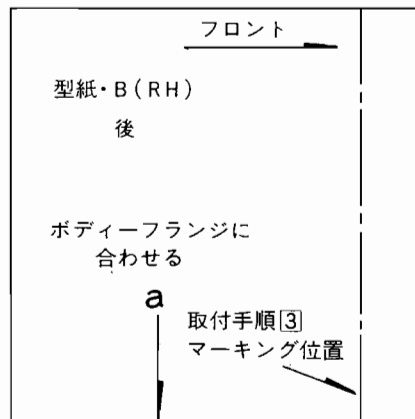 フロント
型紙・B(RH)
後
ボディーフランジに
合わせる
a
取付手順3
マーキング位置